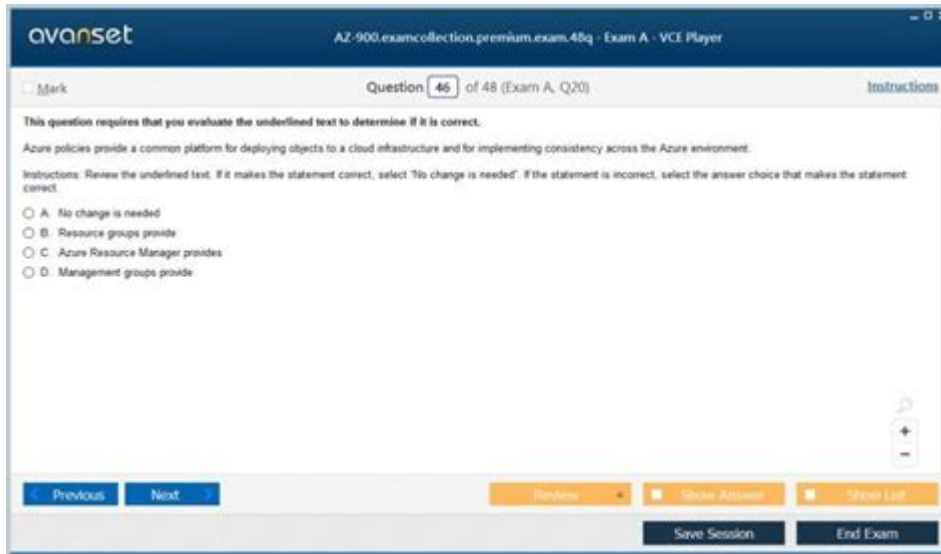 avanset
AZ-900.examcollection.premium.exam.48q - Exam A - VCE Player
Mark
Question 46 of 48 (Exam A, Q20)
Instructions
This question requires that you evaluate the underlined text to determine if it is correct.
Azure policies provide a common platform for deploying objects to a cloud infrastructure and for implementing consistency across the Azure environment.
Instructions: Review the underlined text. If it makes the statement correct, select "No change is needed". If the statement is incorrect, select the answer choice that makes the statement
correct.
A. No change is needed
B. Resource groups provide
C. Azure Resource Manager provides
D. Management groups provide
+
−
Previous
Next
Review
Show Answer
Show List
Save Session
End Exam